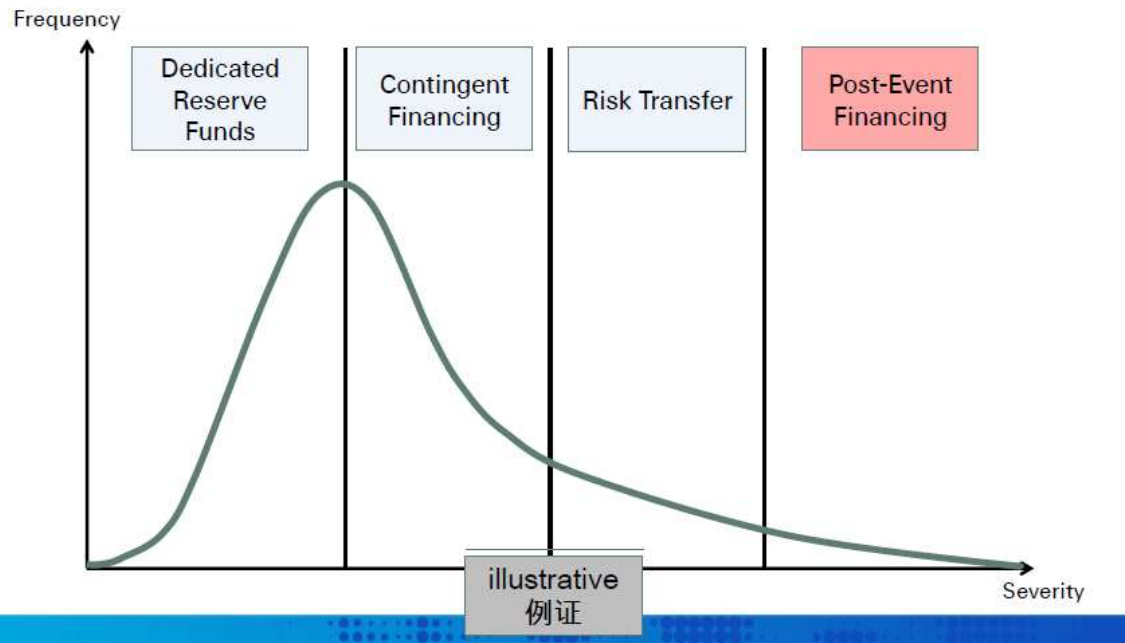 Frequency
Dedicated
Reserve
Funds
Contingent
Financing
Risk Transfer
Post-Event
Financing
illustrative
例证
Severity